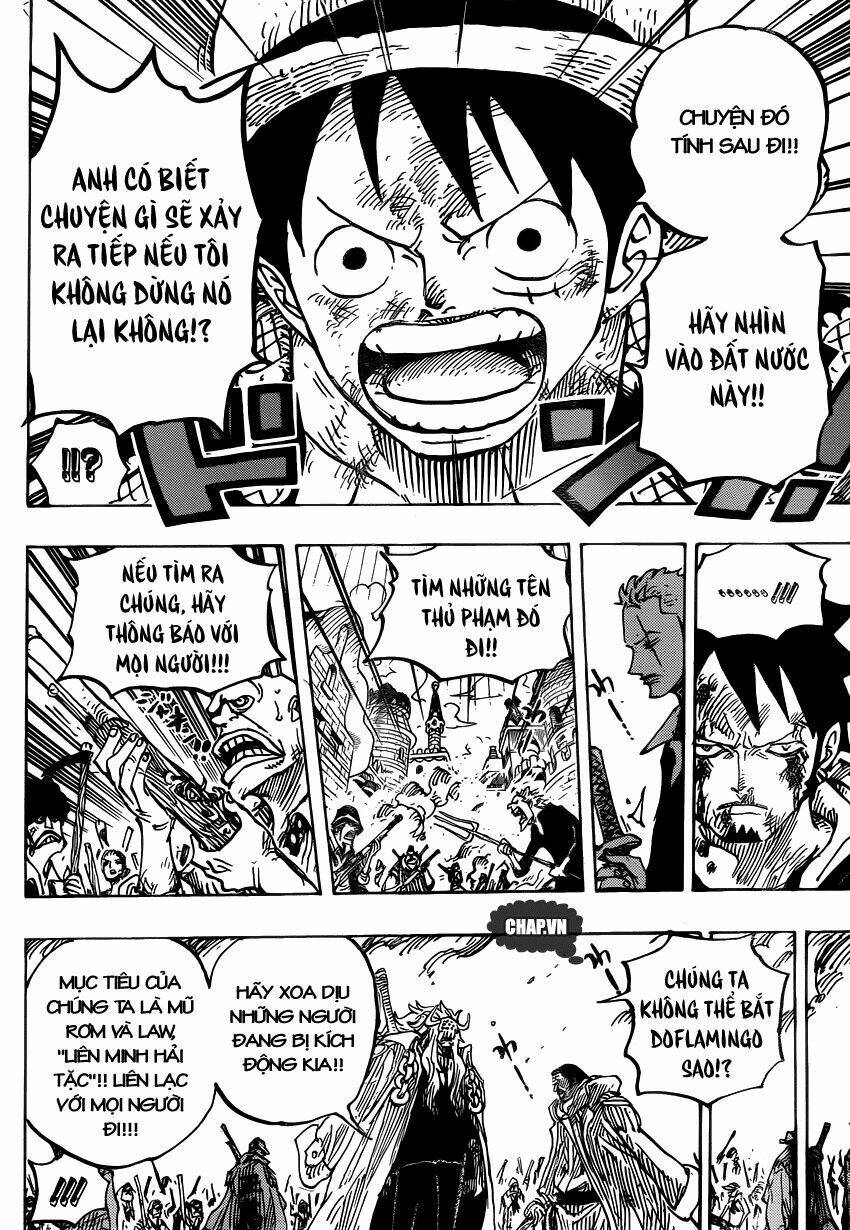 CHUYỆN ĐÓ
TÍNH SAU ĐI!!
HÃY NHÌN
VÀO ĐẤT NƯỚC
NÀY!!
ANH CÓ BIẾT
CHUYỆN GÌ SẼ XẢY
RA TIẾP NẾU TÔI
KHÔNG DỪNG NÓ
LẠI KHÔNG!?
!!?
ドン
.......!!!
TÌM NHỮNG TÊN
THỦ PHẠM ĐÓ
ĐI!!
NẾU TÌM RA
CHÚNG, HÃY
THÔNG BÁO VỚI
MỌI NGƯỜI!!!
CHAP.VN
CHÚNG TA
KHÔNG THỂ BẮT
DOFLAMINGO
SAO!?
HÃY XOA DỊU
NHỮNG NGƯỜI
ĐANG BỊ KÍCH
ĐỘNG KIA!!
MỤC TIÊU CỦA
CHÚNG TA LÀ MŨ
RƠM VÀ LAW,
"LIÊN MINH HẢI
TẶC"!! LIÊN LẠC
VỚI MỌI NGƯỜI
ĐI!!!
!!!